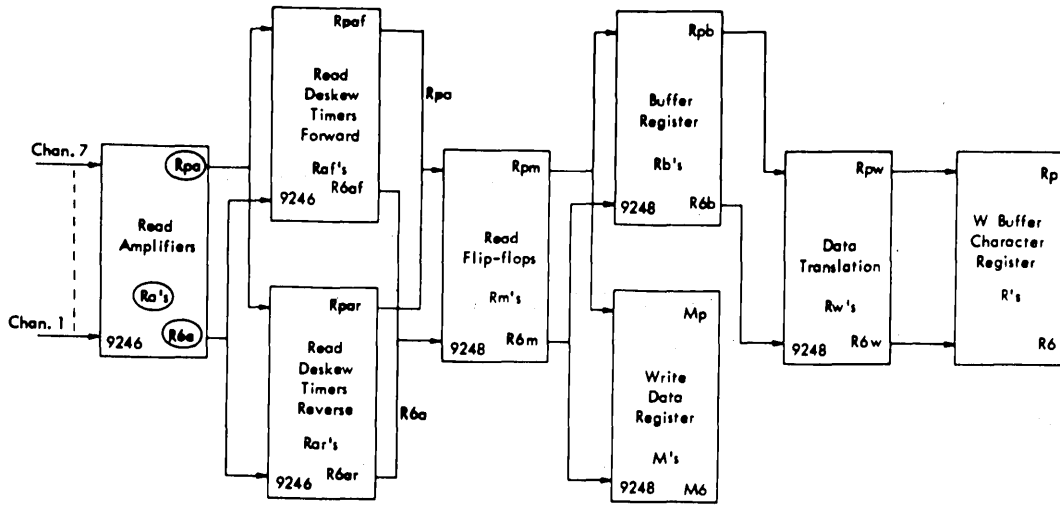 Chan. 7
Chan. 1
Rpa
Read
Amplifiers
Ra's
R6a
9246
Rpaf
Read
Deskew
Timers
Forward
Raf's
R6af
9246
Rpar
Read
Deskew
Timers
Reverse
Rar's
R6ar
9246
Rpa
R6a
Rpm
Read
Flip-flops
Rm's
R6m
9248
Rpb
Buffer
Register
Rb's
R6b
9248
Mp
Write
Data
Register
M's
9248 M6
Rpw
Data
Translation
Rw's
R6w
9248
Rp
W Buffer
Character
Register
R's
R6